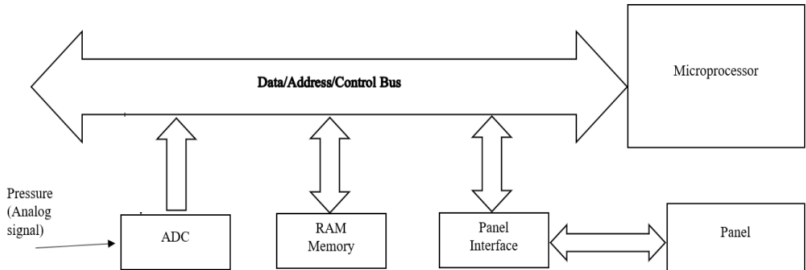 Data/Address/Control Bus
Microprocessor
Pressure
(Analog
signal)
ADC
RAM
Memory
Panel
Interface
Panel